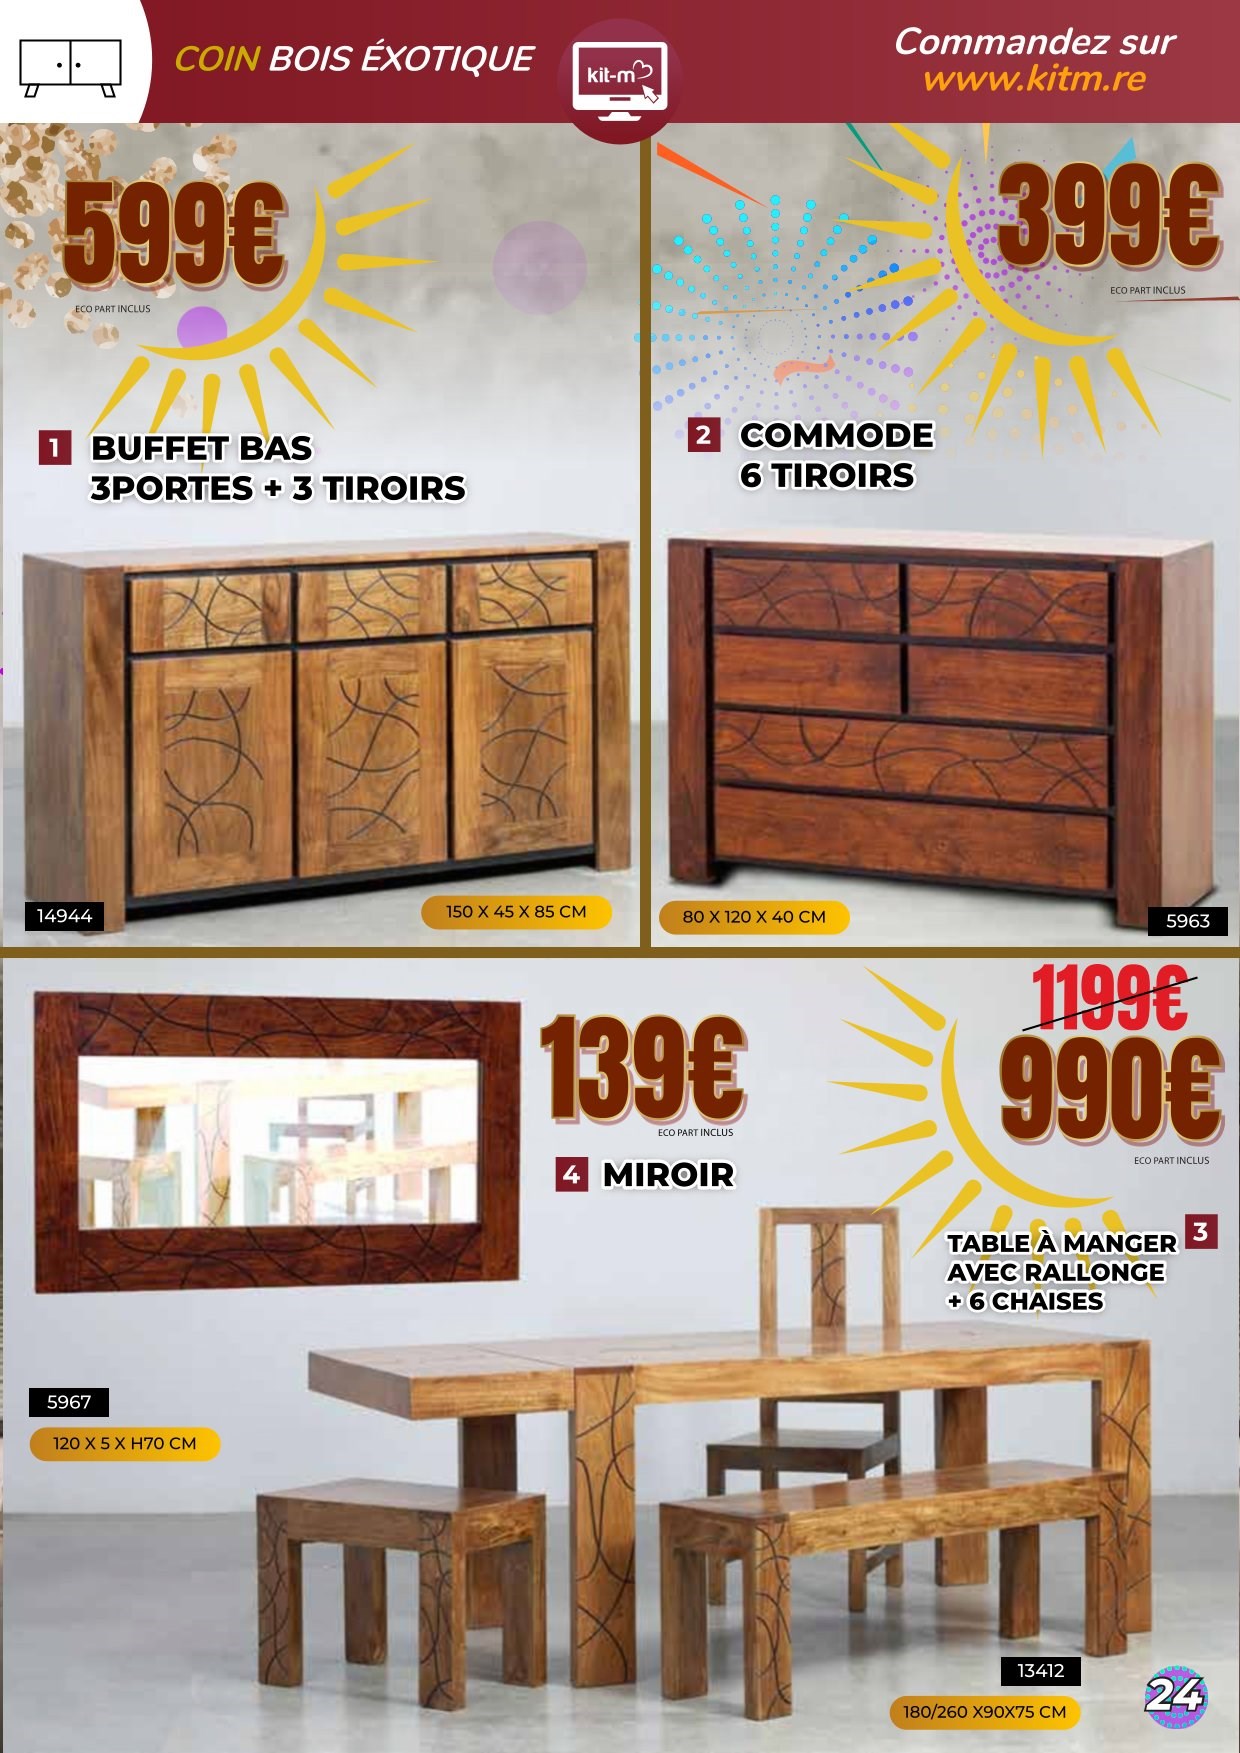 COIN BOIS ÉXOTIQUE
kit-m
Commandez sur
www.kitm.re
599€
ECO PART INCLUS
1 BUFFET BAS
3PORTES + 3 TIROIRS
14944
150 X 45 X 85 CM
399€
ECO PART INCLUS
2 COMMODE
6 TIROIRS
80 X 120 X 40 CM
5963
139€
ECO PART INCLUS
4 MIROIR
5967
120 X 5 X H70 CM
1199€
990€
ECO PART INCLUS
3
TABLE À MANGER
AVEC RALLONGE
+ 6 CHAISES
13412
180/260 X90X75 CM
24